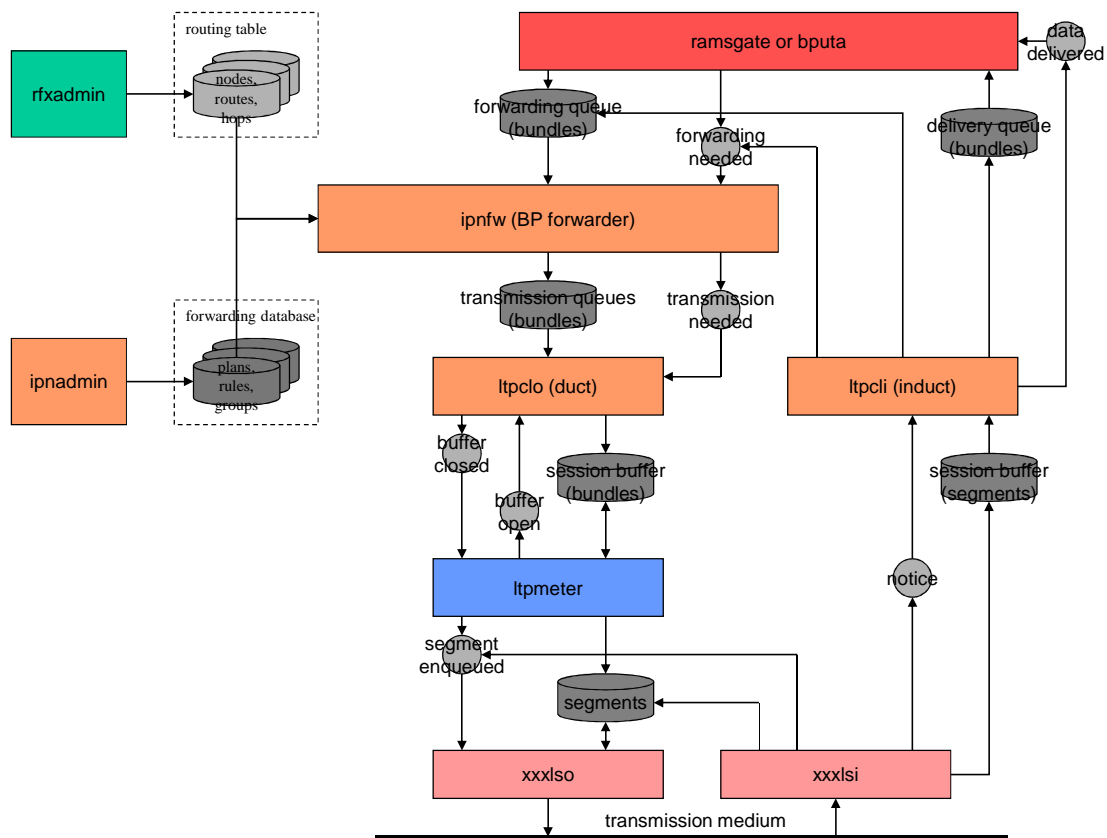 routing table
nodes,
routes,
hops
rfxadmin
ramsgate or bputa
data
delivered
forwarding queue
(bundles)
forwarding
needed
delivery queue
(bundles)
ipnfw (BP forwarder)
transmission queues
(bundles)
transmission
needed
forwarding database
plans,
rules,
groups
ipnadmin
ltpclo (duct)
ltpcli (induct)
buffer
closed
buffer
open
session buffer
(bundles)
session buffer
(segments)
ltpmeter
notice
segment
enqueued
segments
xxxlso
xxxlsi
transmission medium